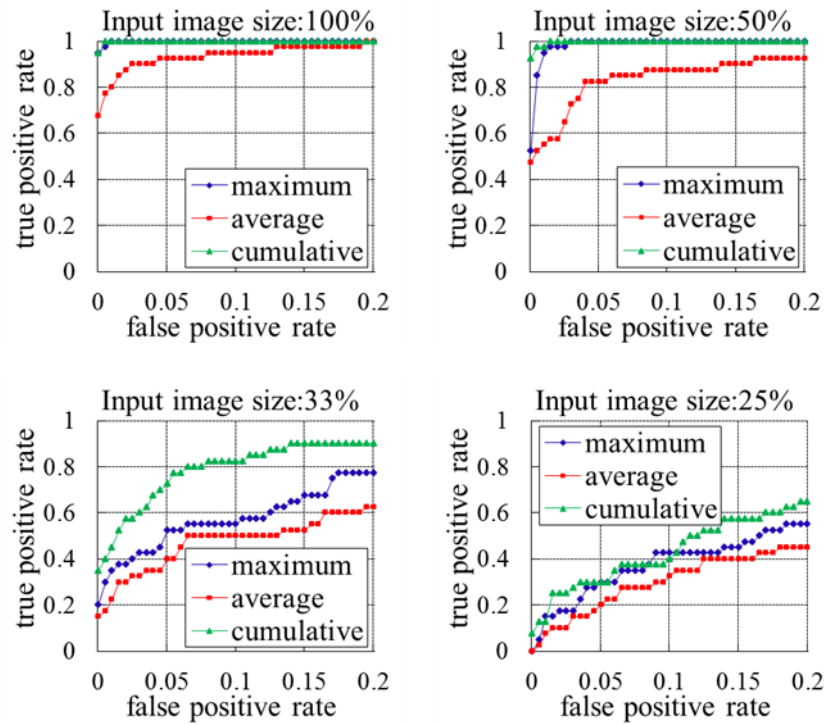 Input image size:100%
true positive rate
1
0.8
0.6
0.4
0.2
0
maximum
average
cumulative
0 0.05 0.1 0.15 0.2
false positive rate
Input image size:50%
true positive rate
1
0.8
0.6
0.4
0.2
0
maximum
average
cumulative
0 0.05 0.1 0.15 0.2
false positive rate
Input image size:33%
true positive rate
1
0.8
0.6
0.4
0.2
0
maximum
average
cumulative
0 0.05 0.1 0.15 0.2
false positive rate
Input image size:25%
true positive rate
1
0.8
0.6
0.4
0.2
0
maximum
average
cumulative
0 0.05 0.1 0.15 0.2
false positive rate